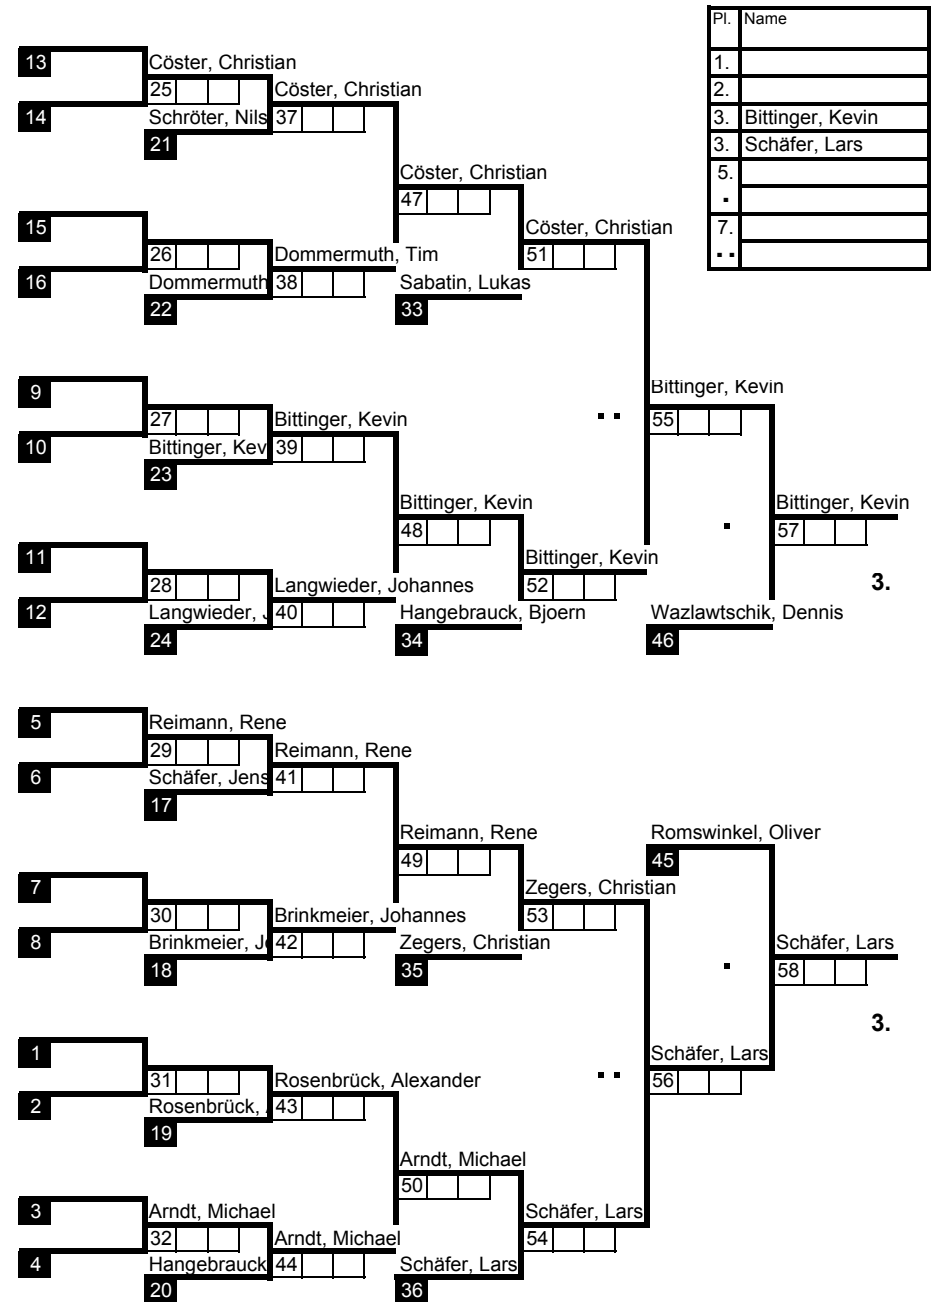 Pl. Name
1.
2.
3. Bittinger, Kevin
3. Schäfer, Lars
5.
.
7.
..
13
Cöster, Christian
25
Cöster, Christian
14
Schröter, Nils
37
21
Cöster, Christian
47
15
Cöster, Christian
26
Dommermuth, Tim
51
16
Dommermuth
38
Sabatin, Lukas
22
33
9
Bittinger, Kevin
27
Bittinger, Kevin
..
55
10
Bittinger, Kev
39
23
Bittinger, Kevin
Bittinger, Kevin
48
.
57
11
Bittinger, Kevin
28
Langwieder, Johannes
52
3.
12
Langwieder, J
40
Hangebrauck, Bjoern
Wazlawtschik, Dennis
24
34
46
5
Reimann, Rene
29
Reimann, Rene
6
Schäfer, Jens
41
17
Reimann, Rene
Romswinkel, Oliver
49
45
7
Zegers, Christian
30
Brinkmeier, Johannes
53
8
Brinkmeier, Jo
42
Zegers, Christian
Schäfer, Lars
18
35
.
58
3.
1
Schäfer, Lars
31
Rosenbrück, Alexander
..
56
2
Rosenbrück,
43
19
Arndt, Michael
50
3
Arndt, Michael
Schäfer, Lars
32
Arndt, Michael
54
4
Hangebrauck
44
Schäfer, Lars
20
36